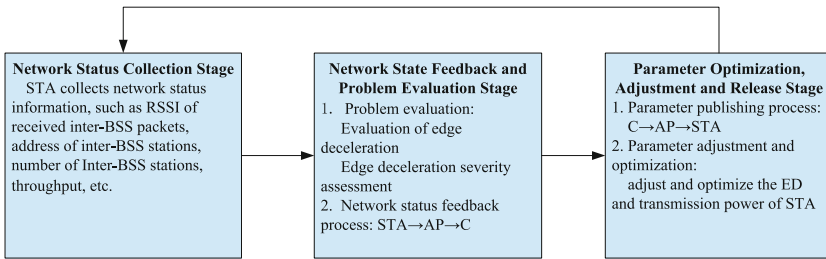 Network Status Collection Stage
STA collects network status
information, such as RSSI of
received inter-BSS packets,
address of inter-BSS stations,
number of Inter-BSS stations,
throughput, etc.
Network State Feedback and
Problem Evaluation Stage
1. Problem evaluation:
Evaluation of edge
deceleration
Edge deceleration severity
assessment
2. Network status feedback
process: STA→AP→C
Parameter Optimization,
Adjustment and Release Stage
1. Parameter publishing process:
C→AP→STA
2. Parameter adjustment and
optimization:
adjust and optimize the ED
and transmission power of STA